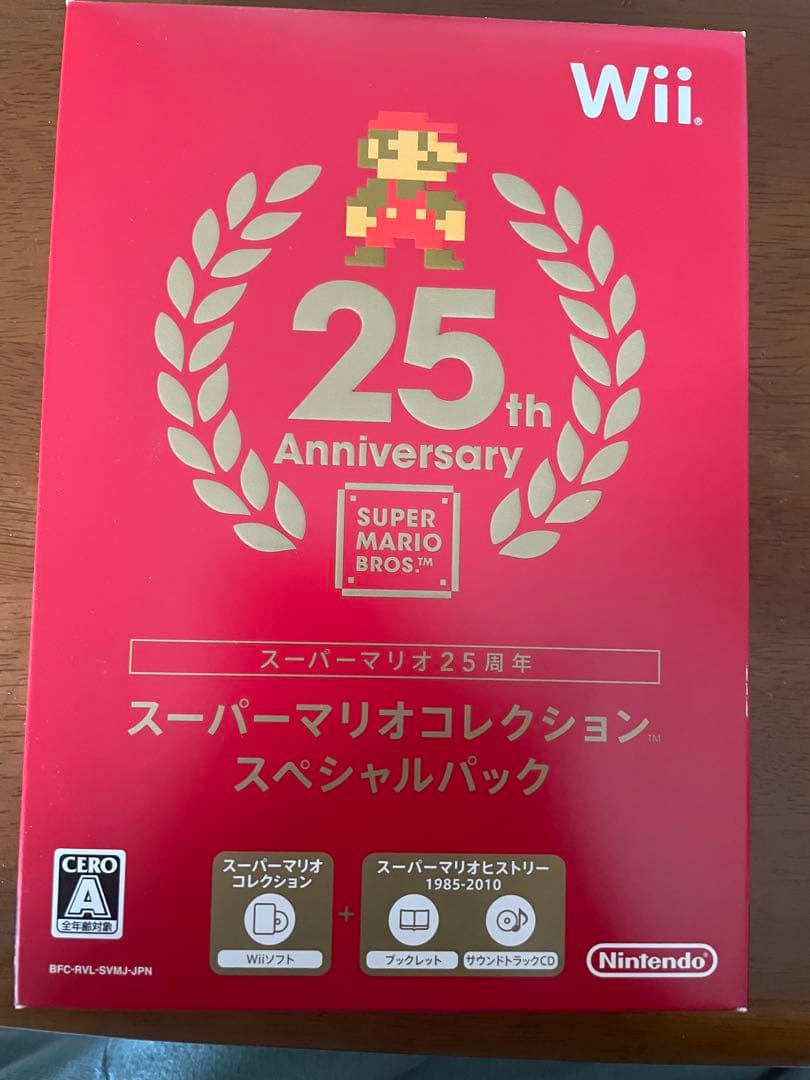 Wii®
25th
Anniversary
SUPER
MARIO
BROS.™
スーパーマリオ25周年
スーパーマリオコレクション™
スペシャルパック
CERO
A
全年齢対象
BFC-RVL-SVMJ-JPN
スーパーマリオ
コレクション
Wiiソフト
+
スーパーマリオヒストリー
1985-2010
ブックレット
サウンドトラックCD
Nintendo®